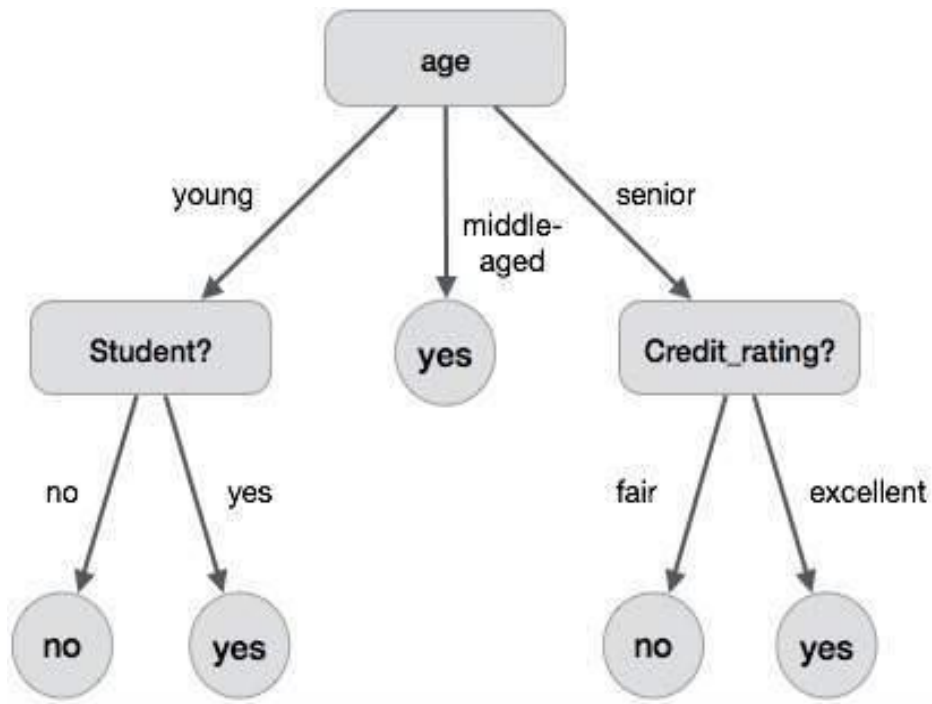 age
young
senior
middle-
aged
Student?
yes
Credit_rating?
no
yes
fair
excellent
no
yes
no
yes